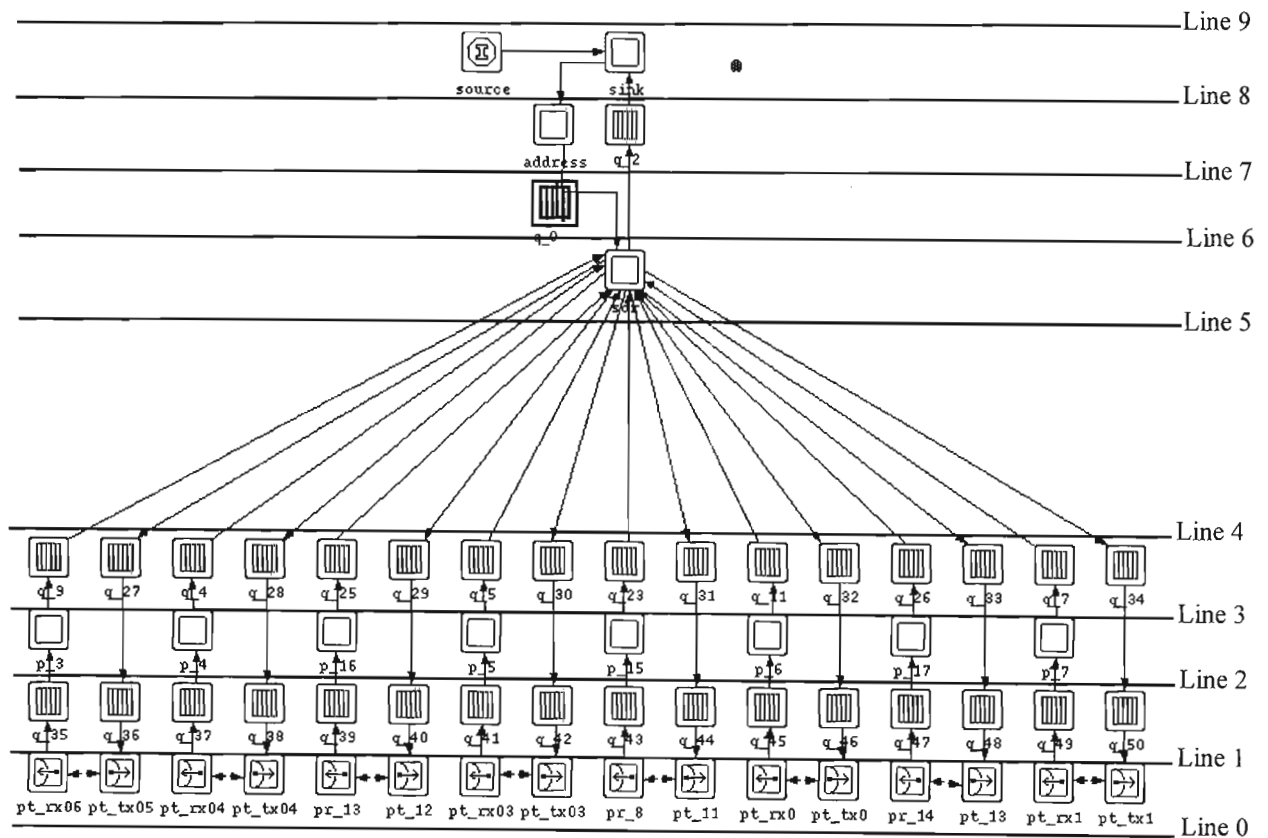 Line 9
source sink
Line 8
address q_2
Line 7
q_0
Line 6
Line 5
Line 4
q_9 q_27 q_4 q_28 q_25 q_29 q_5 q_30 q_23 q_31 q_11 q_32 q_26 q_33 q_7 q_34
Line 3
p_3 p_4 p_16 p_5 p_15 p_6 p_17 p_7
Line 2
q_35 q_36 q_37 q_38 q_39 q_40 q_41 q_42 q_43 q_44 q_45 q_46 q_47 q_48 q_49 q_50
Line 1
pt_rx06 pt_tx05 pt_rx04 pt_tx04 pr_13 pt_12 pt_rx03 pt_tx03 pr_8 pt_11 pt_rx0 pt_tx0 pr_14 pt_13 pt_rx1 pt_tx1
Line 0